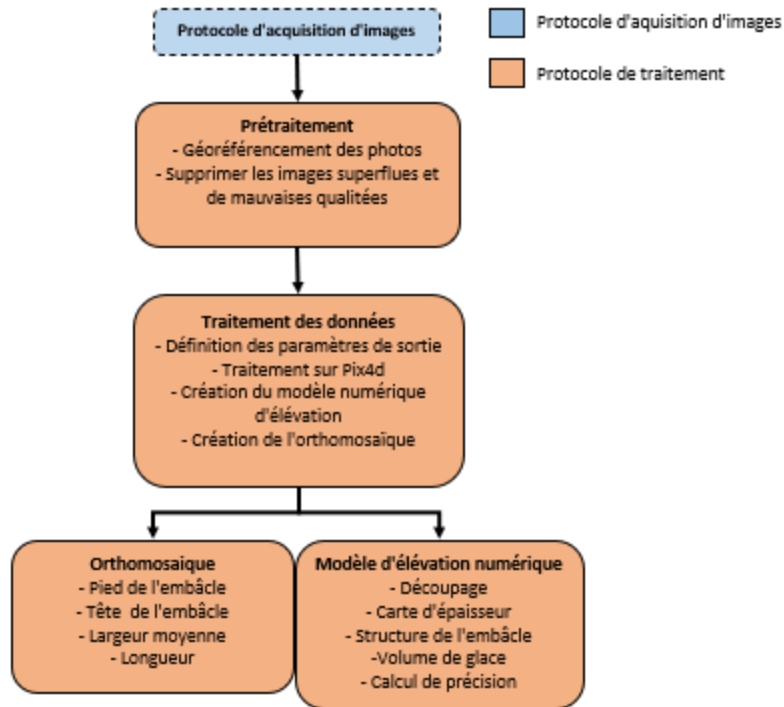 Protocole d'acquisition d'images
Protocole d'aquisition d'images
Protocole de traitement
Prétraitement
- Géoréférencement des photos
- Supprimer les images superflues et
de mauvaises qualitées
Traitement des données
- Définition des paramètres de sortie
- Traitement sur Pix4d
- Création du modèle numérique
d'élévation
- Création de l'orthomosaïque
Orthomosaique
- Pied de l'embâcle
- Tête de l'embâcle
- Largeur moyenne
- Longueur
Modèle d'élévation numérique
- Découpage
- Carte d'épaisseur
- Structure de l'embâcle
-Volume de glace
- Calcul de précision